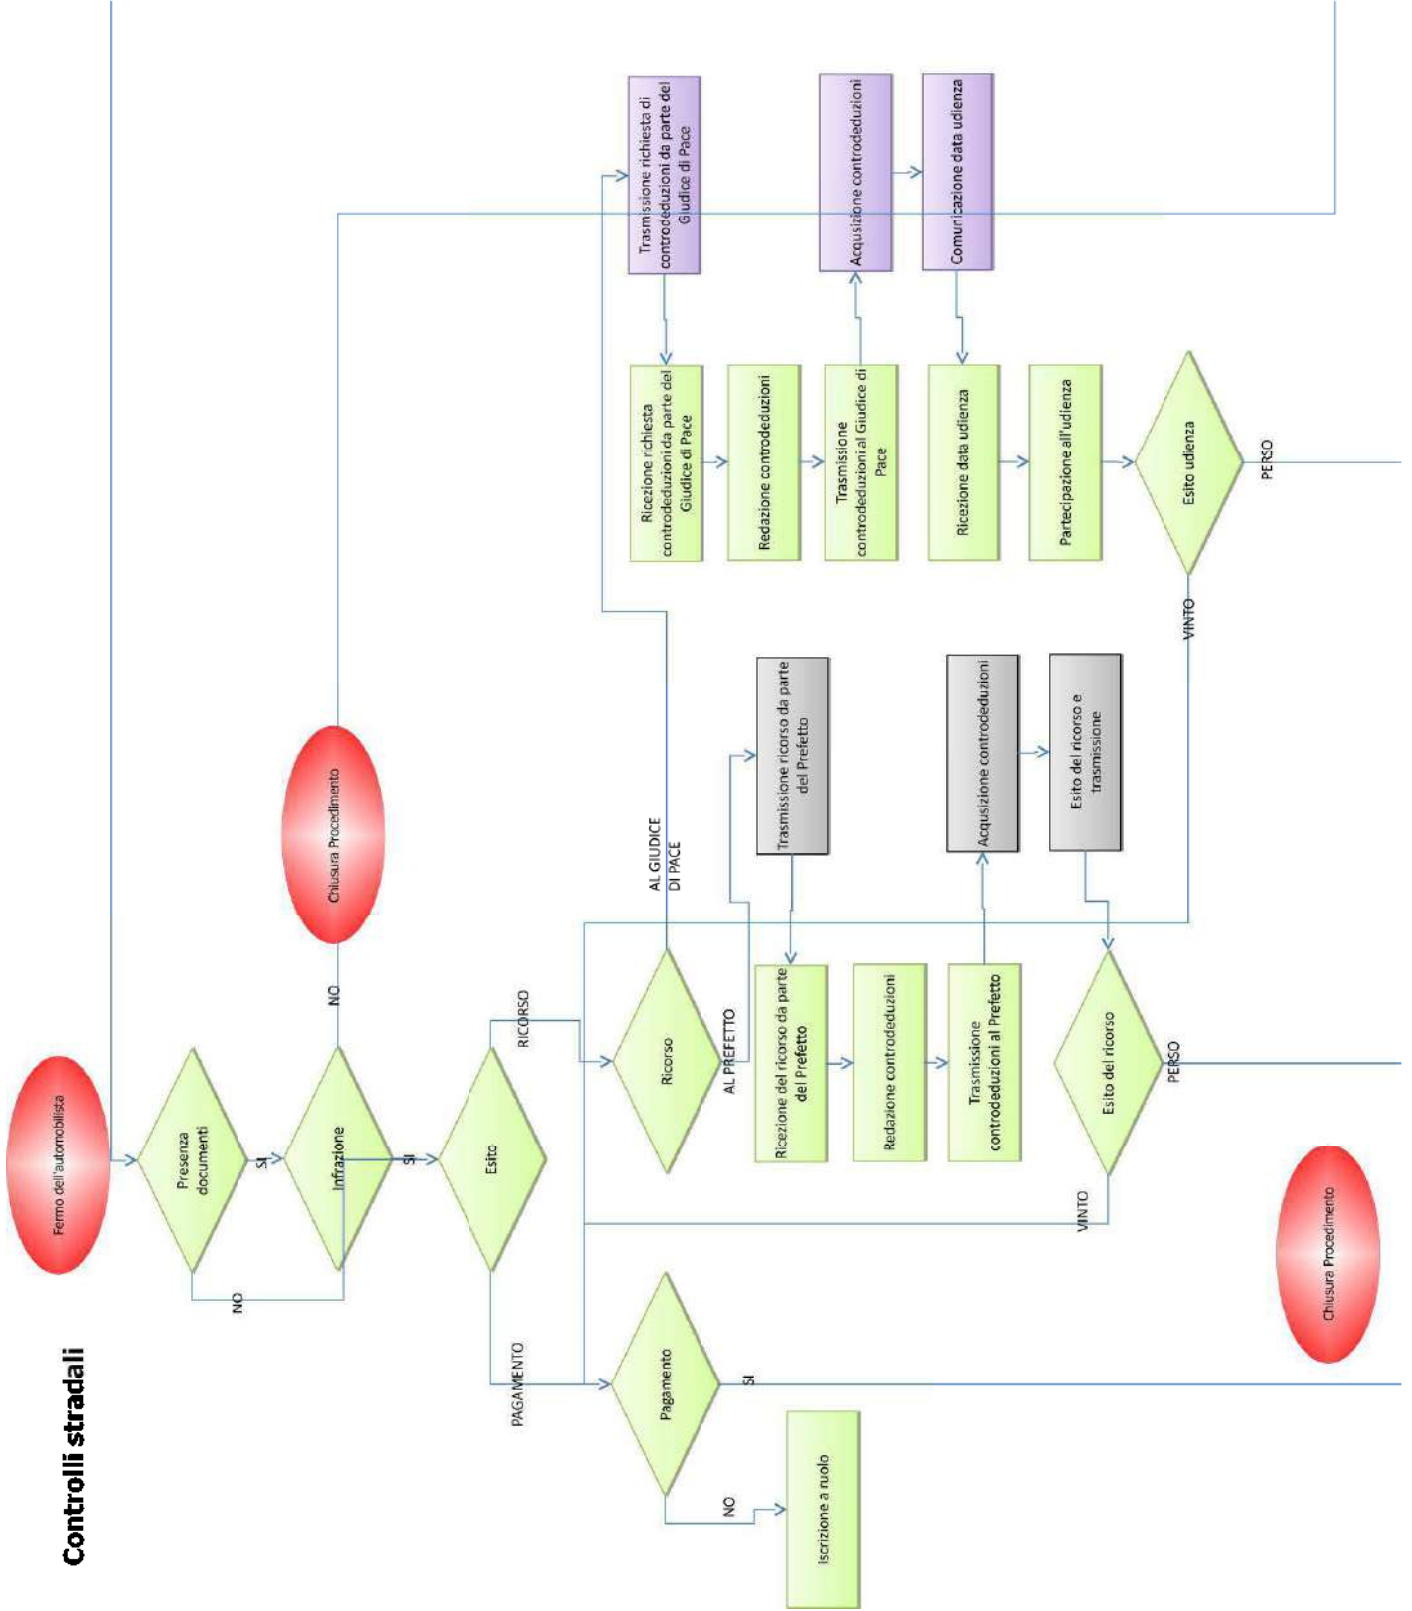 Controlli stradali
Fermo dell'automobilista
Presenza
documenti
SI
NO
Infrazione
NO
Chiusura Procedimento
SI
Esito
PAGAMENTO
RICORSO
Pagamento
NO
SI
Iscrizione a ruolo
Ricorso
AL GIUDICE
DI PACE
AL PREFETTO
Trasmissione ricorso da parte
del Prefetto
Ricezione del ricorso da parte
del Prefetto
Redazione controdeduzioni
Trasmissione
controdeduzioni al Prefetto
Acqusizione controdeduzioni
Esito del ricorso e
trasmissione
Esito del ricorso
VINTO
PERSO
Trasmissione richiesta di
controdeduzioni da parte del
Giudice di Pace
Ricezione richiesta
controdeduzioni da parte del
Giudice di Pace
Redazione controdeduzioni
Trasmissione
controdeduzioni al Giudice di
Pace
Acqusizione controdeduzioni
Comunicazione data udienza
Ricezione data udienza
Partecipazione all'udienza
Esito udienza
VINTO
PERSO
Chiusura Procedimento